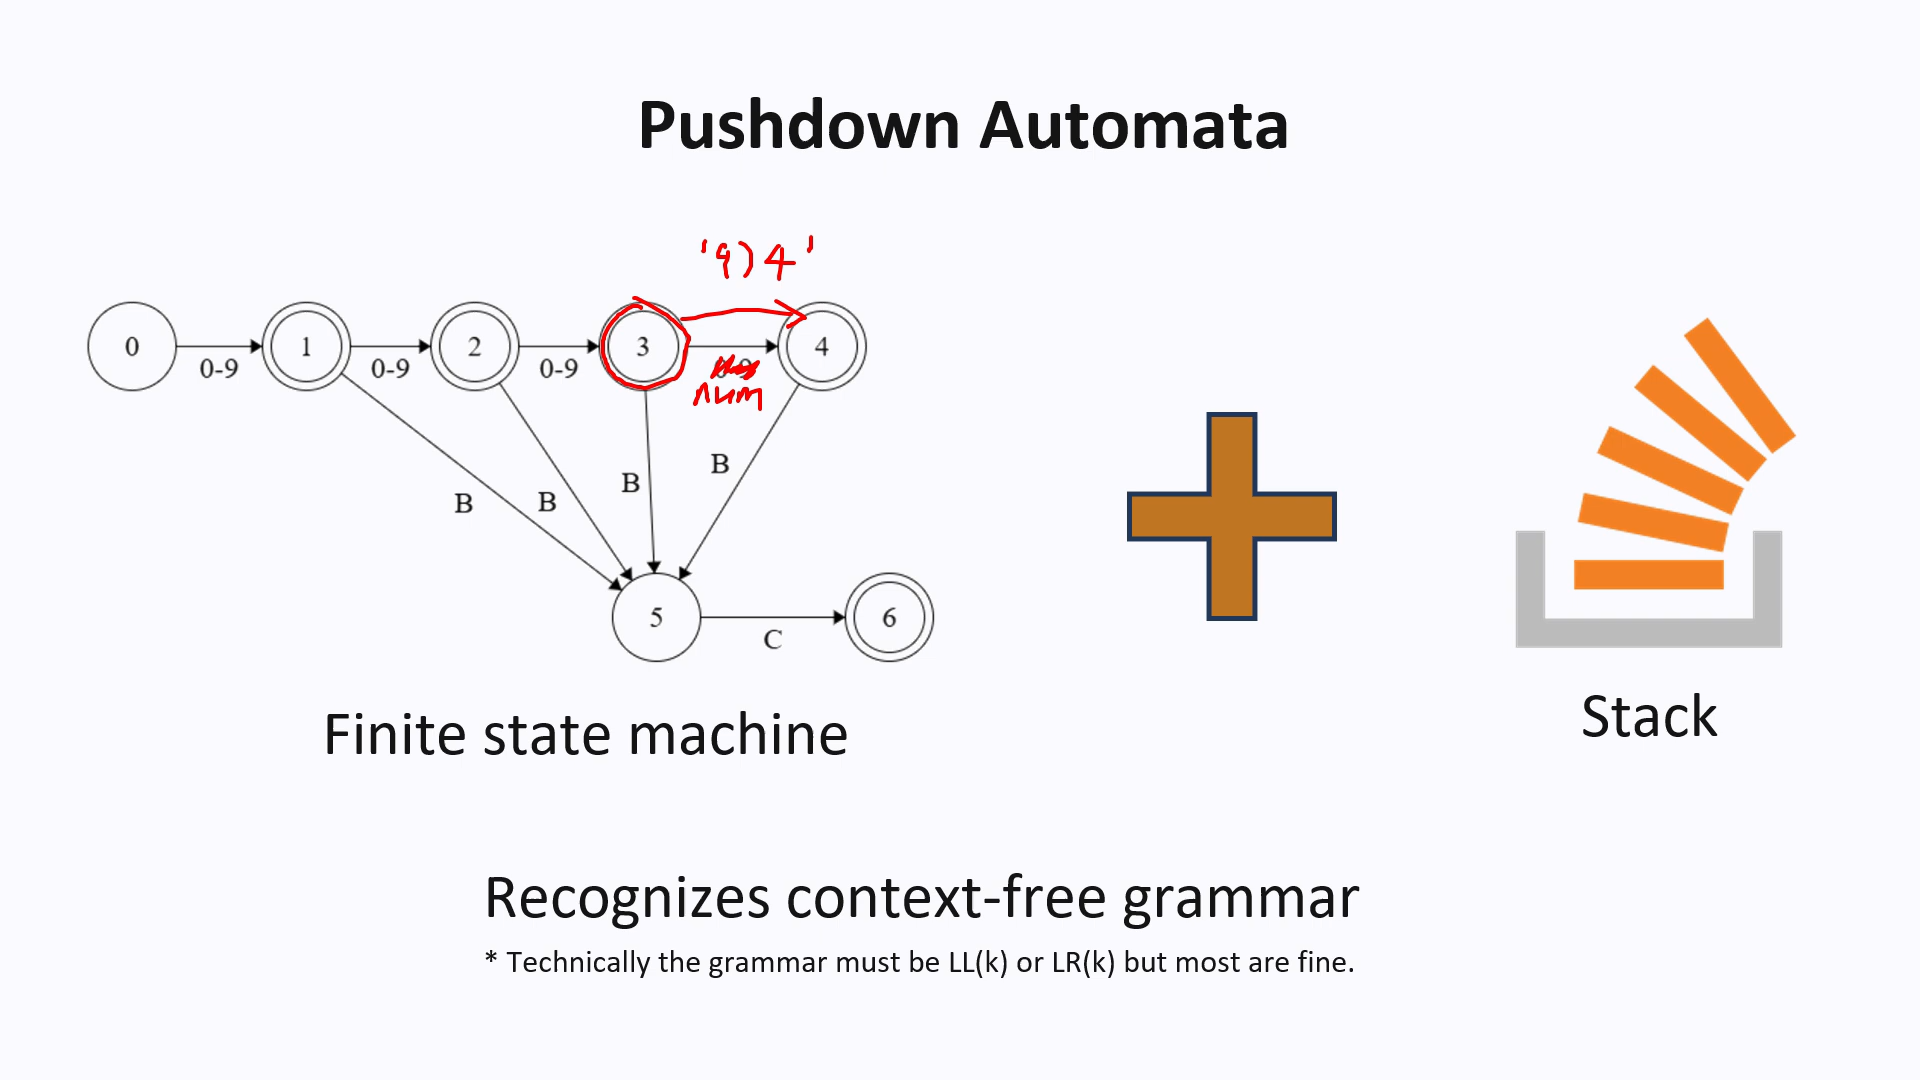 Pushdown Automata
'9)4'
0 1 2 3 4
0-9 0-9 0-9
num
B B B B
5 6
C
Finite state machine
Stack
Recognizes context-free grammar
* Technically the grammar must be LL(k) or LR(k) but most are fine.